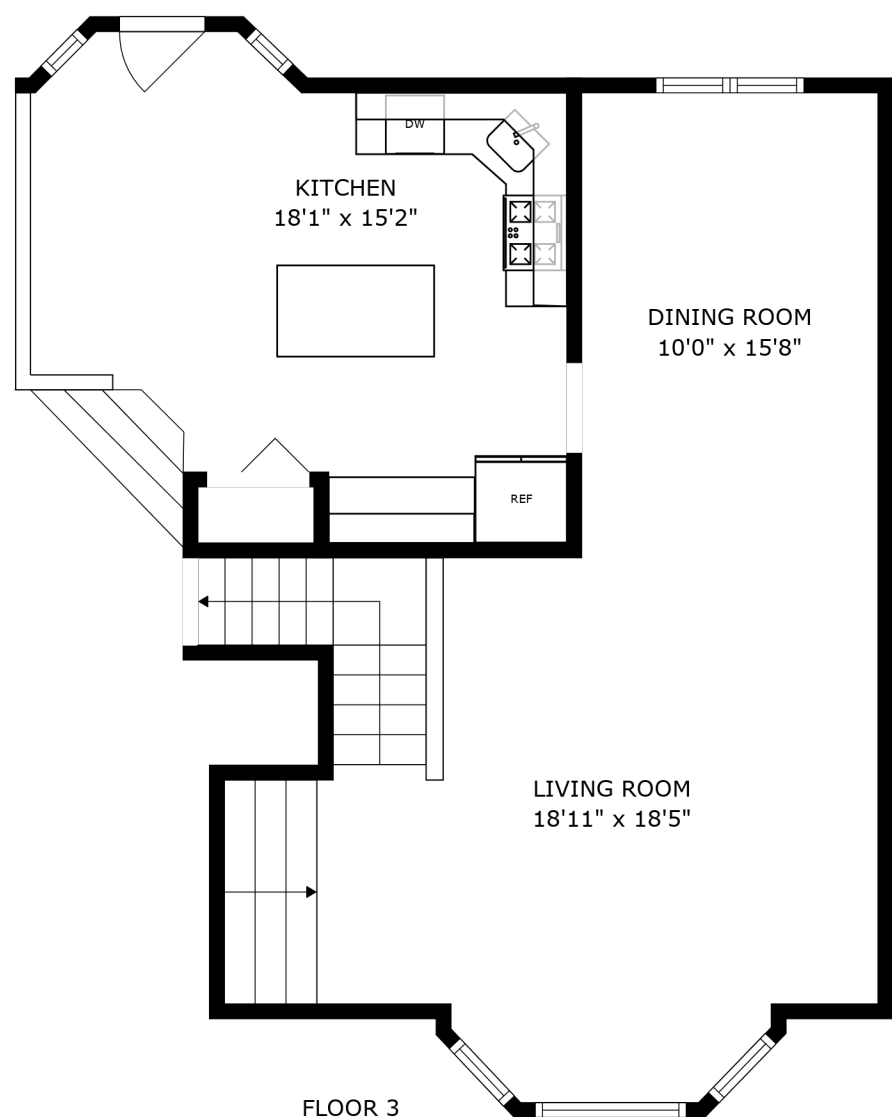 DW
KITCHEN
18'1" x 15'2"
DINING ROOM
10'0" x 15'8"
REF
LIVING ROOM
18'11" x 18'5"
FLOOR 3